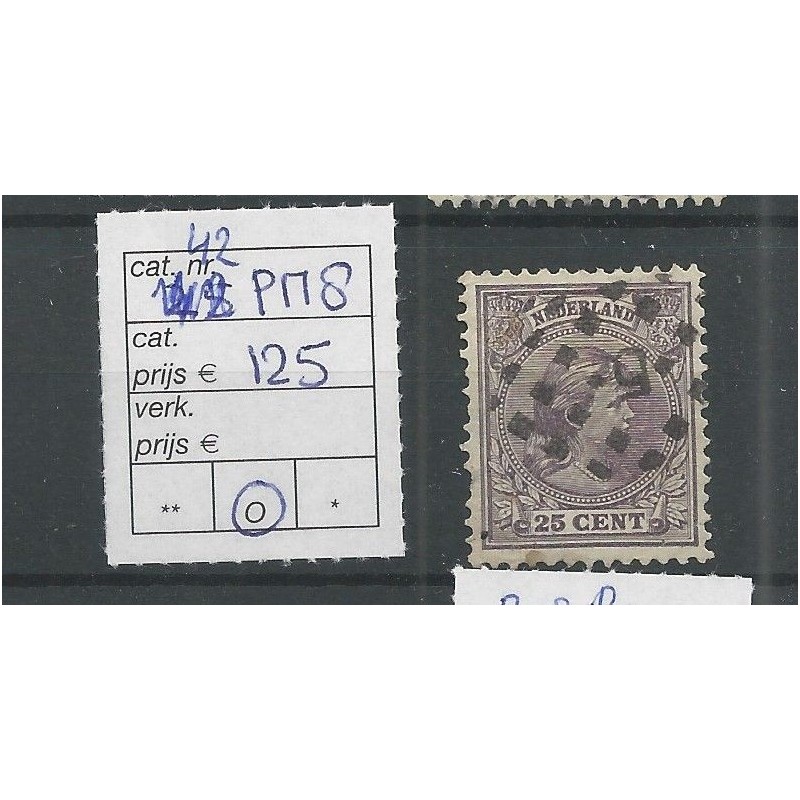 42
cat. nr.
PM8
cat.
prijs € 125
verk.
prijs €
** O *
NEDERLAND
25 CENT